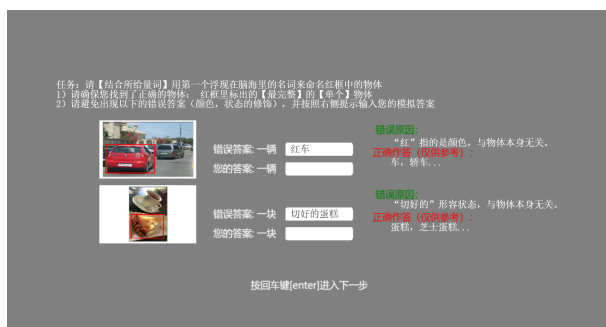 任务: 请【结合所给量词】用第一个浮现在脑海里的名词来命名红框中的物体
1) 请确保您找到了正确的物体: 红框里标出的【最完整】的【单个】物体
2) 请避免出现以下的错误答案 (颜色, 状态的修饰) , 并按照右侧提示输入您的模拟答案
错误原因:
错误答案: 一辆 红车
“红”指的是颜色, 与物体本身无关。
正确作答 (仅供参考) :
您的答案: 一辆
车, 轿车...
错误原因:
错误答案: 一块 切好的蛋糕
“切好的”形容状态, 与物体本身无关。
正确作答 (仅供参考) :
您的答案: 一块
蛋糕, 芝士蛋糕...
按回车键[enter]进入下一步